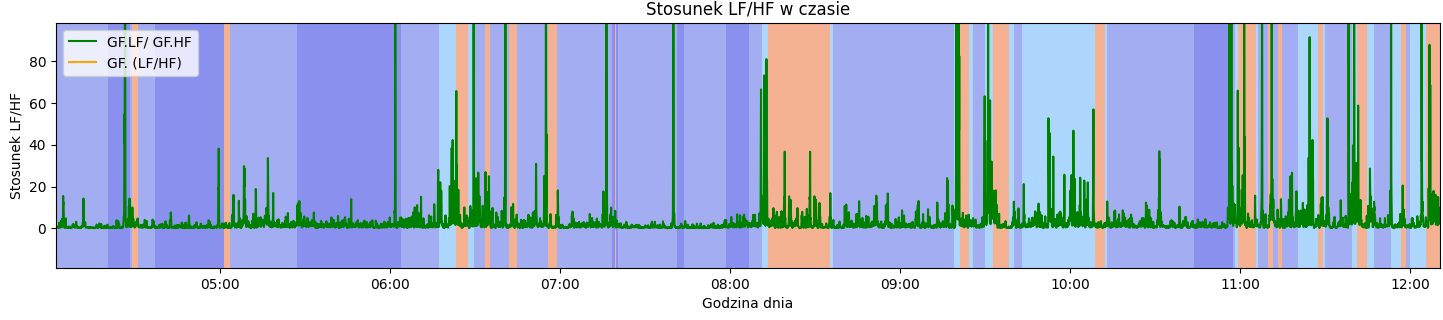 Stosunek LF/HF w czasie
GF.LF/ GF.HF
GF. (LF/HF)
Stosunek LF/HF
80
60
40
20
0
05:00 06:00 07:00 08:00 09:00 10:00 11:00 12:00
Godzina dnia